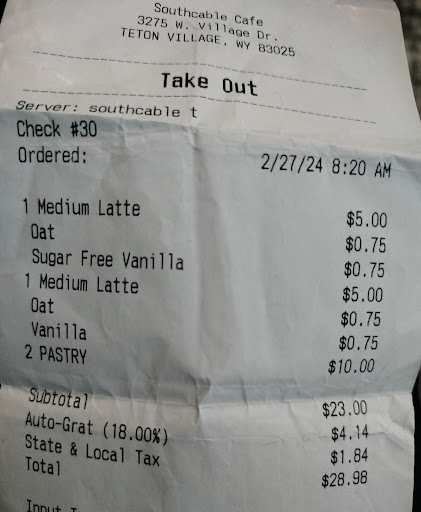 Southcable Cafe
3275 W. Village Dr.
TETON VILLAGE, WY 83025
Take Out
Server: southcable t
Check #30
Ordered: 2/27/24 8:20 AM
1 Medium Latte $5.00
Oat $0.75
Sugar Free Vanilla $0.75
1 Medium Latte $5.00
Oat $0.75
Vanilla $0.75
2 PASTRY $10.00
Subtotal $23.00
Auto-Grat (18.00%) $4.14
State & Local Tax $1.84
Total $28.98